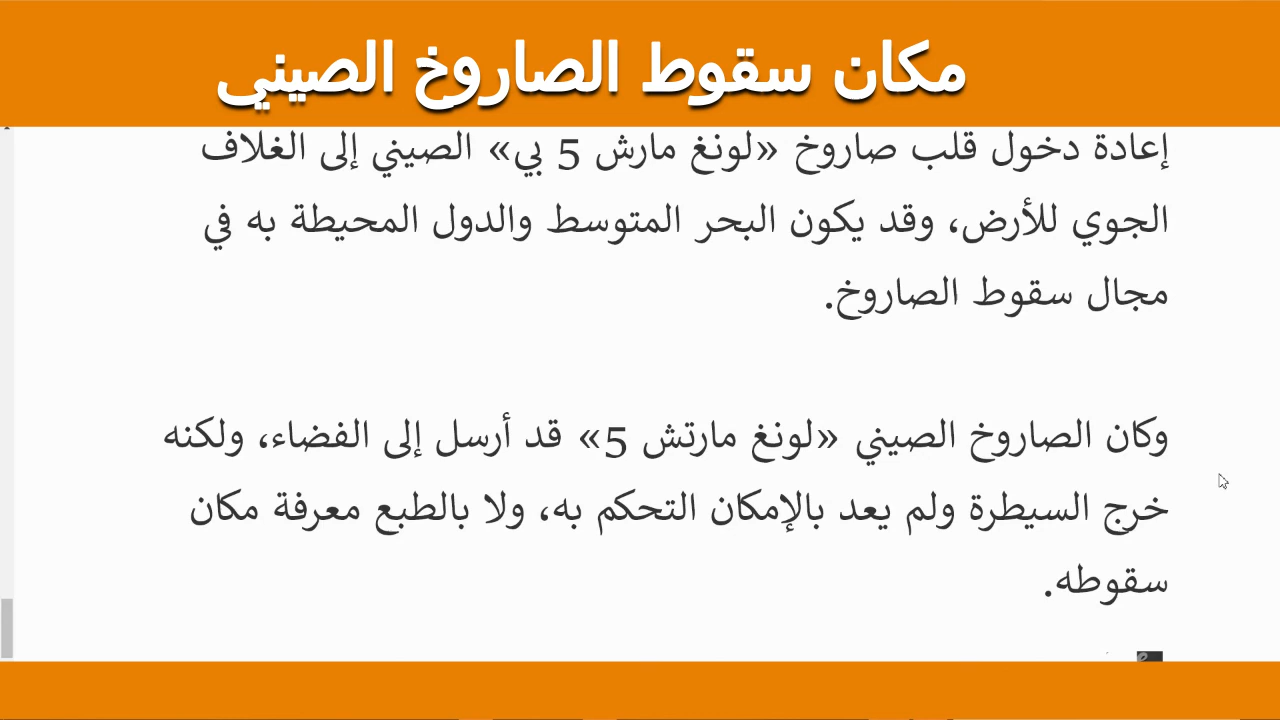 مكان سقوط الصاروخ الصيني
إعادة دخول قلب صاروخ «لونغ مارش 5 بي» الصيني إلى الغلاف
الجوي للأرض، وقد يكون البحر المتوسط والدول المحيطة به في
مجال سقوط الصاروخ.
وكان الصاروخ الصيني «لونغ مارتش 5» قد أرسل إلى الفضاء، ولكنه
خرج السيطرة ولم يعد بالإمكان التحكم به، ولا بالطبع معرفة مكان
سقوطه.